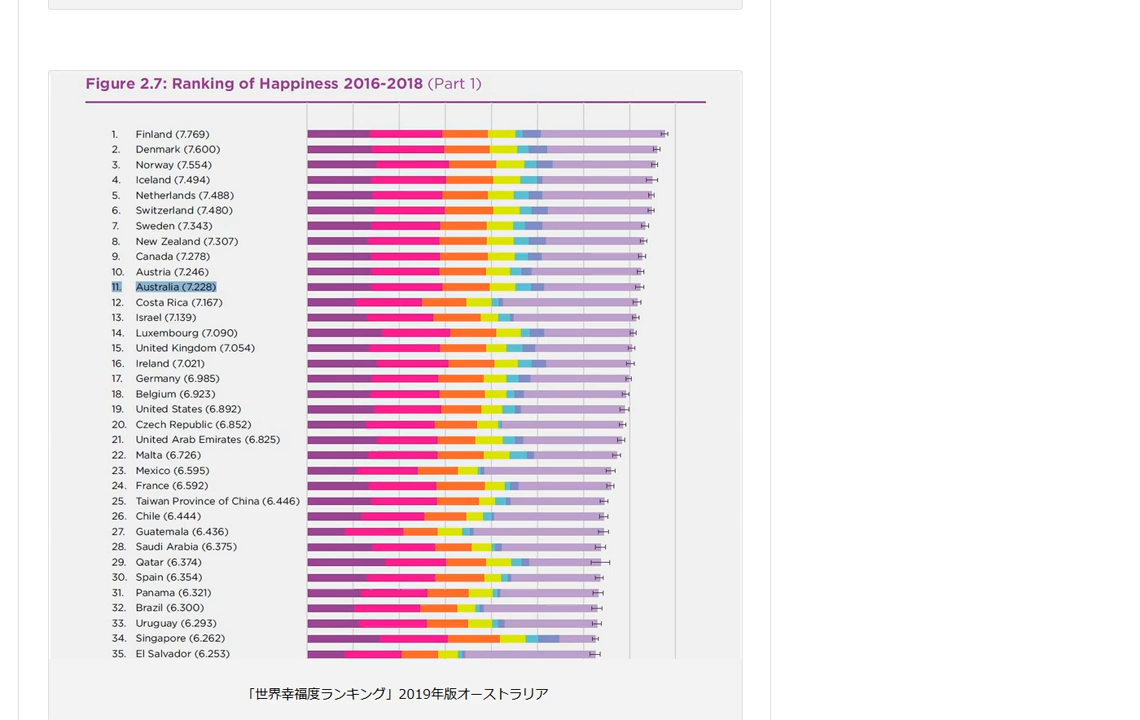 Figure 2.7: Ranking of Happiness 2016-2018 (Part 1)
1. Finland (7.769)
2. Denmark (7.600)
3. Norway (7.554)
4. Iceland (7.494)
5. Netherlands (7.488)
6. Switzerland (7.480)
7. Sweden (7.343)
8. New Zealand (7.307)
9. Canada (7.278)
10. Austria (7.246)
11. Australia (7.228)
12. Costa Rica (7.167)
13. Israel (7.139)
14. Luxembourg (7.090)
15. United Kingdom (7.054)
16. Ireland (7.021)
17. Germany (6.985)
18. Belgium (6.923)
19. United States (6.892)
20. Czech Republic (6.852)
21. United Arab Emirates (6.825)
22. Malta (6.726)
23. Mexico (6.595)
24. France (6.592)
25. Taiwan Province of China (6.446)
26. Chile (6.444)
27. Guatemala (6.436)
28. Saudi Arabia (6.375)
29. Qatar (6.374)
30. Spain (6.354)
31. Panama (6.321)
32. Brazil (6.300)
33. Uruguay (6.293)
34. Singapore (6.262)
35. El Salvador (6.253)
「世界幸福度ランキング」2019年版オーストラリア